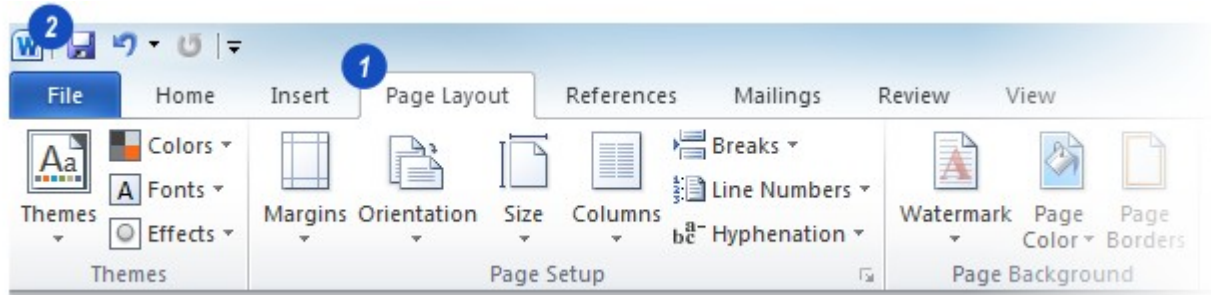 2
W
1
File Home Insert Page Layout References Mailings Review View
Aa Colors Breaks
A Fonts Line Numbers
Themes Margins Orientation Size Columns Watermark Page Page
Effects Hyphenation Color Borders
Themes Page Setup Page Background